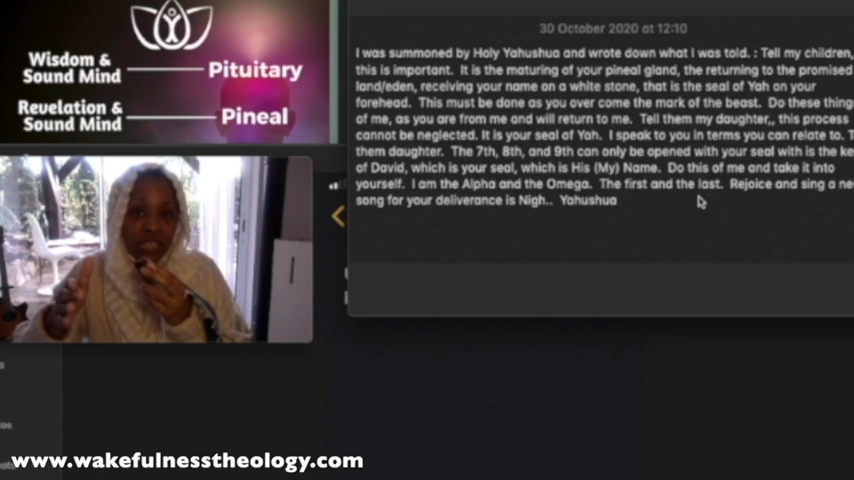 Wisdom &
Sound Mind
Pituitary
Revelation &
Sound Mind
Pineal
30 October 2020 at 12:10
I was summoned by Holy Yahushua and wrote down what I was told. : Tell my children,
this is important. It is the maturing of your pineal gland, the returning to the promised
land/eden, receiving your name on a white stone, that is the seal of Yah on your
forehead. This must be done as you over come the mark of the beast. Do these things
of me, as you are from me and will return to me. Tell them my daughter,, this process
cannot be neglected. It is your seal of Yah. I speak to you in terms you can relate to.
them daughter. The 7th, 8th, and 9th can only be opened with your seal with is the
of David, which is your seal, which is His (My) Name. Do this of me and take it into
yourself. I am the Alpha and the Omega. The first and the last. Rejoice and sing a
song for your deliverance is Nigh.. Yahushua
www.wakefulnesstheology.com